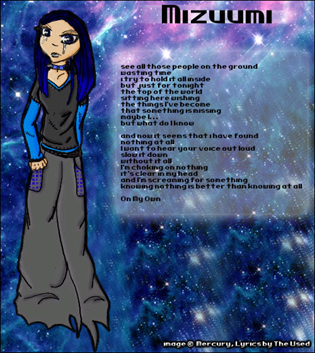 Mizuumi
see all those people on the ground
wasting time
i try to hold it all inside
but just for tonight
the top of the world
sitting here wishing
the things i've become
that something is missing
maybe i...
but what do i know
and now it seems that i have found
nothing at all
i want to hear your voice out loud
slow it down
without it all
i'm choking on nothing
it's clear in my head
and i'm screaming for something
knowing nothing is better than knowing at all
On My Own
image © Mercury, Lyrics by The Used